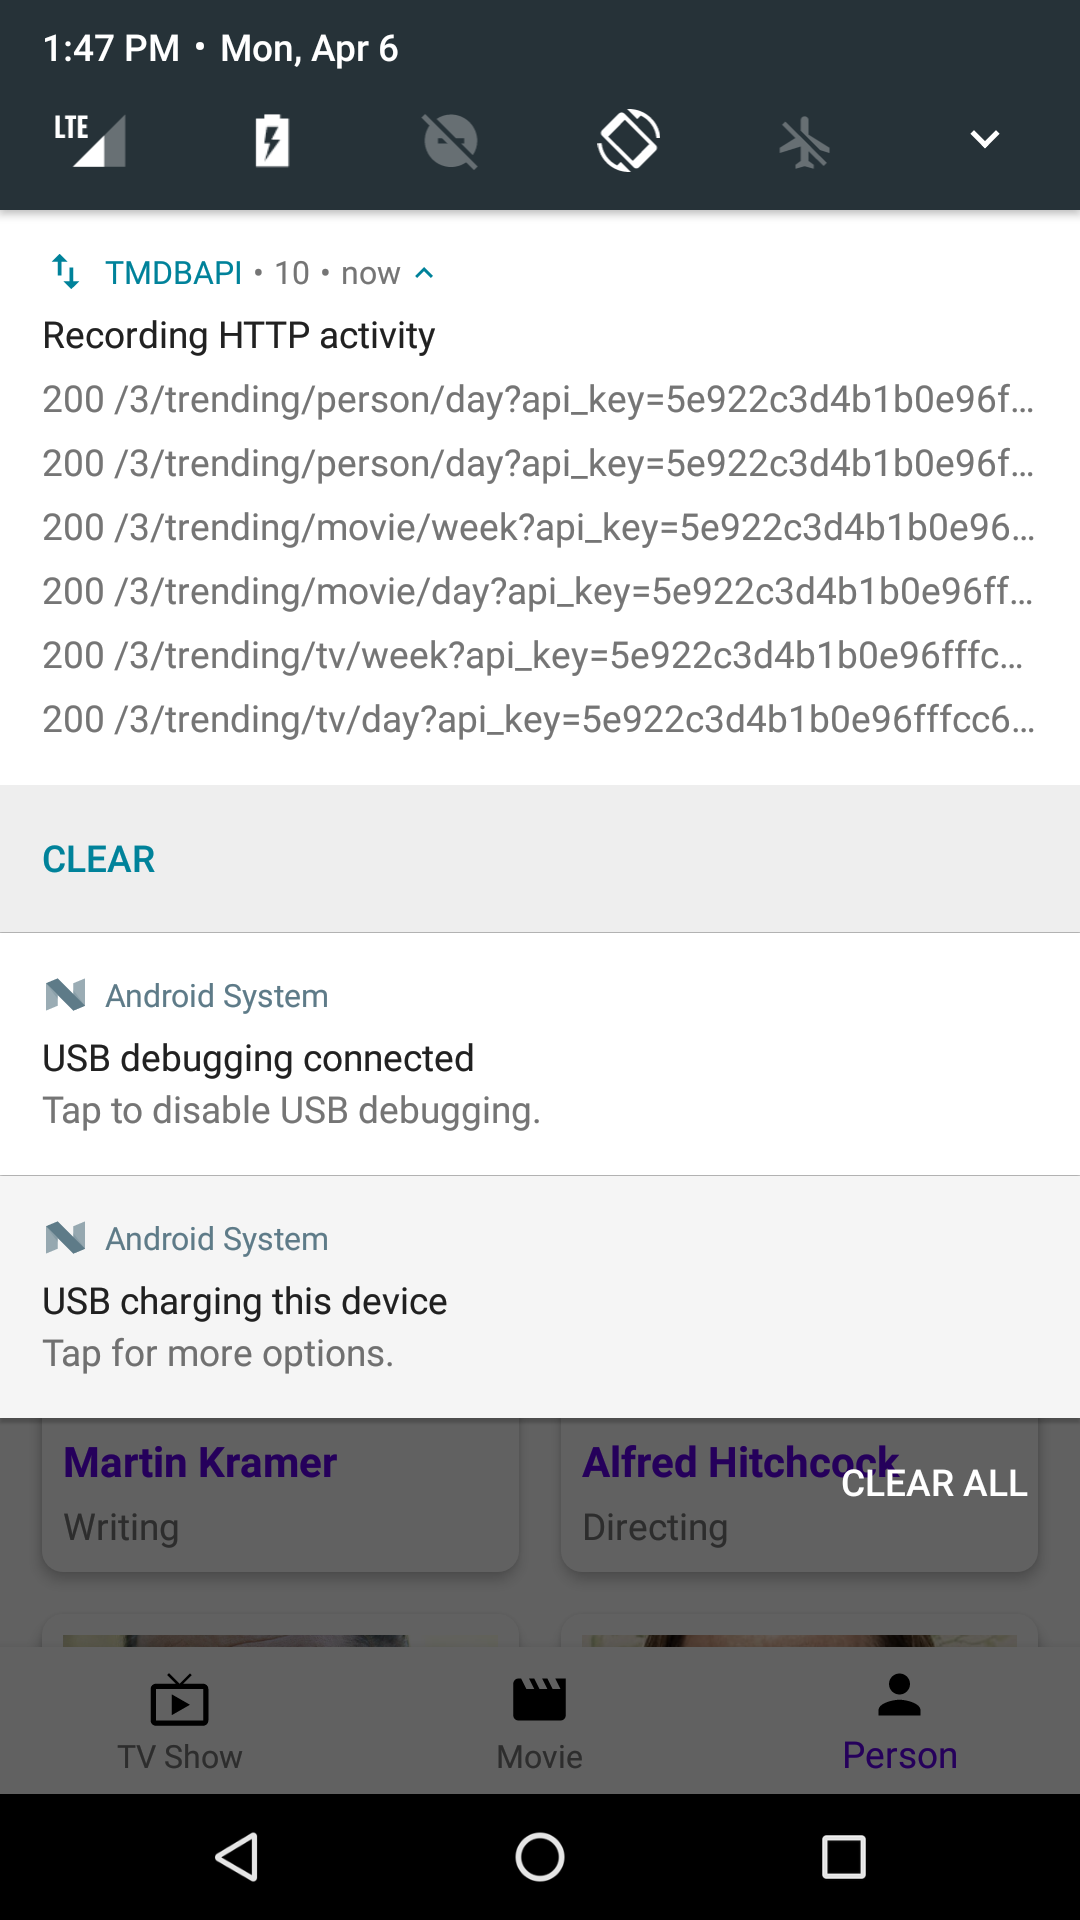 1:47 PM • Mon, Apr 6
LTE
TMDBAPI • 10 • now
Recording HTTP activity
200 /3/trending/person/day?api_key=5e922c3d4b1b0e96f...
200 /3/trending/person/day?api_key=5e922c3d4b1b0e96f...
200 /3/trending/movie/week?api_key=5e922c3d4b1b0e96...
200 /3/trending/movie/day?api_key=5e922c3d4b1b0e96ff...
200 /3/trending/tv/week?api_key=5e922c3d4b1b0e96fffc...
200 /3/trending/tv/day?api_key=5e922c3d4b1b0e96fffcc6...
CLEAR
Android System
USB debugging connected
Tap to disable USB debugging.
Android System
USB charging this device
Tap for more options.
Martin Kramer
Alfred Hitchcock
CLEAR ALL
Writing
Directing
TV Show
Movie
Person